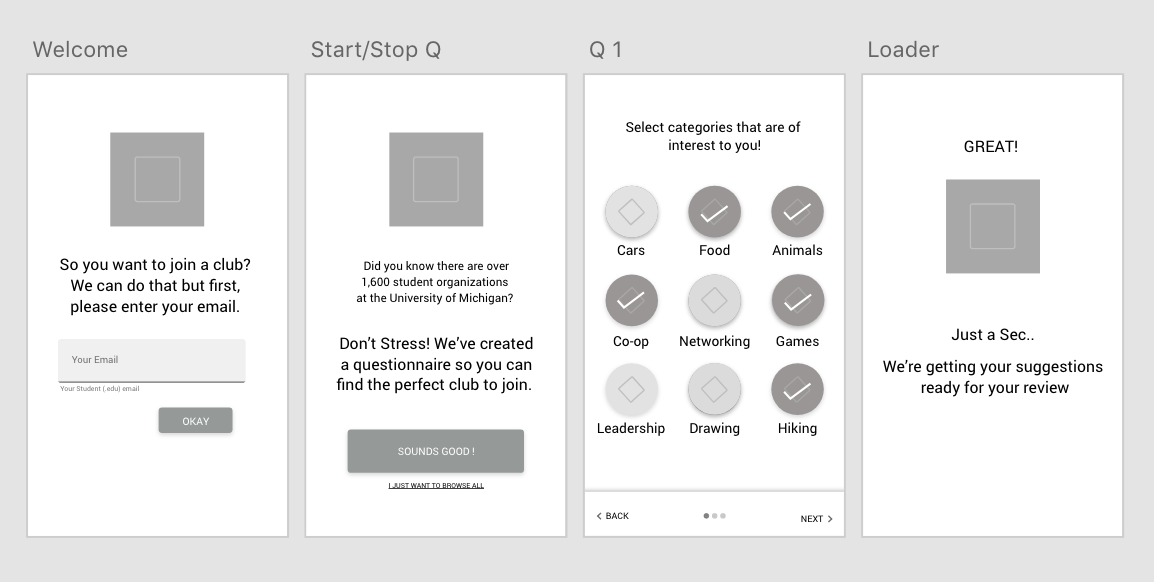 Welcome
So you want to join a club?
We can do that but first,
please enter your email.
Your Email
Your Student (.edu) email
OKAY
Start/Stop Q
Did you know there are over
1,600 student organizations
at the University of Michigan?
Don't Stress! We've created
a questionnaire so you can
find the perfect club to join.
SOUNDS GOOD !
I JUST WANT TO BROWSE ALL
Q 1
Select categories that are of
interest to you!
Cars Food Animals
Co-op Networking Games
Leadership Drawing Hiking
BACK NEXT
Loader
GREAT!
Just a Sec..
We're getting your suggestions
ready for your review